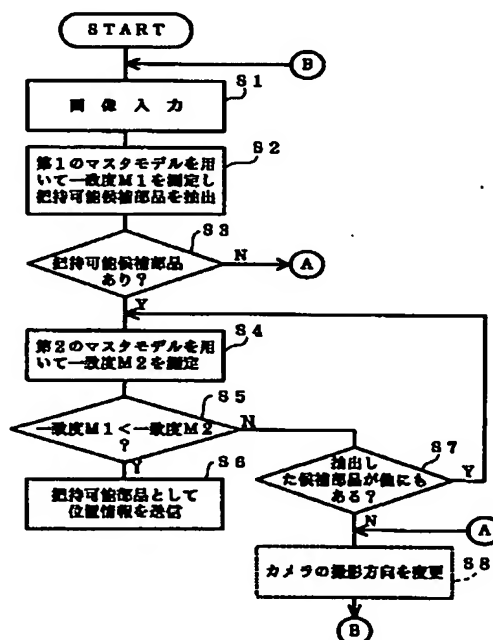 START
B
S1
画像入力
S2
第1のマスタモデルを用
いて一致度M1を測定し
把持可能候補部品を抽出
S3
把持可能候補部品
あり?
N
A
Y
S4
第2のマスタモデルを用
いて一致度M2を測定
S5
一致度M1<一致度M2
?
N
Y
S6
把持可能部品として
位置情報を送信
S7
抽出し
た候補部品が他にも
ある?
Y
N
A
S8
カメラの撮影方向を変更
B